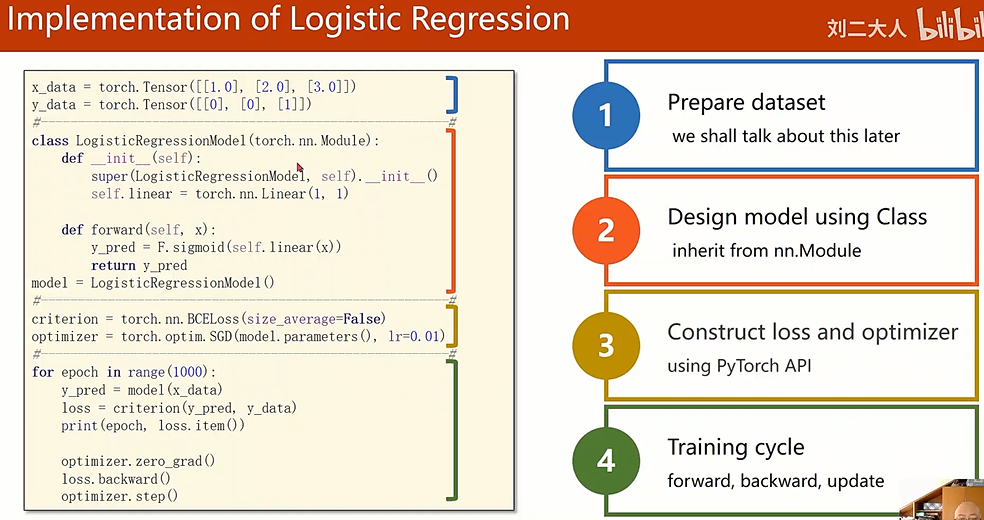 Implementation of Logistic Regression
刘二大人 bilibili
x_data = torch.Tensor([[1.0], [2.0], [3.0]])
y_data = torch.Tensor([[0], [0], [1]])
#---------------------------------------------------------#
class LogisticRegressionModel(torch.nn.Module):
    def __init__(self):
        super(LogisticRegressionModel, self).__init__()
        self.linear = torch.nn.Linear(1, 1)
    def forward(self, x):
        y_pred = F.sigmoid(self.linear(x))
        return y_pred
model = LogisticRegressionModel()
#---------------------------------------------------------#
criterion = torch.nn.BCELoss(size_average=False)
optimizer = torch.optim.SGD(model.parameters(), lr=0.01)
#---------------------------------------------------------#
for epoch in range(1000):
    y_pred = model(x_data)
    loss = criterion(y_pred, y_data)
    print(epoch, loss.item())
    optimizer.zero_grad()
    loss.backward()
    optimizer.step()
1
Prepare dataset
we shall talk about this later
2
Design model using Class
inherit from nn.Module
3
Construct loss and optimizer
using PyTorch API
4
Training cycle
forward, backward, update